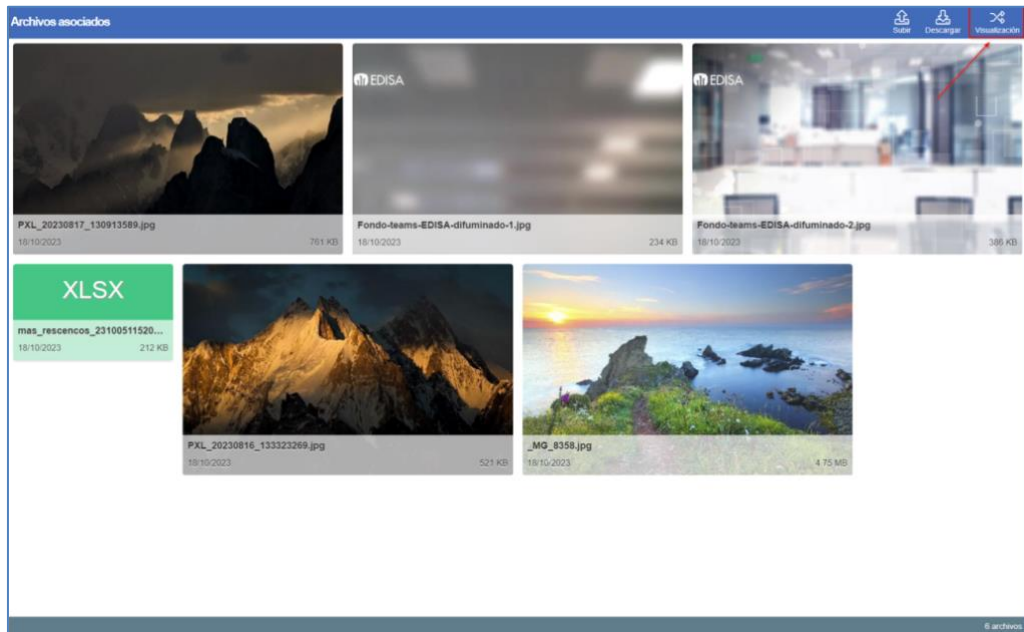 Archivos asociados
Subir
Descargar
Visualización
EDISA
EDISA
PXL_20230817_130913589.jpg
18/10/2023
761 KB
Fondo-teams-EDISA-difuminado-1.jpg
18/10/2023
234 KB
Fondo-teams-EDISA-difuminado-2.jpg
18/10/2023
386 KB
XLSX
mas_rescencos_23100511520...
18/10/2023
212 KB
PXL_20230816_133323269.jpg
18/10/2023
521 KB
_MG_8358.jpg
18/10/2023
4.75 MB
6 archivos